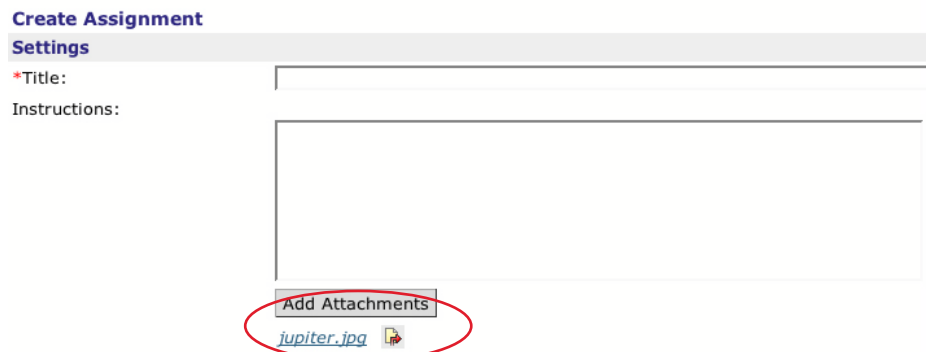 Create Assignment
Settings
*Title:
Instructions:
Add Attachments
jupiter.jpg